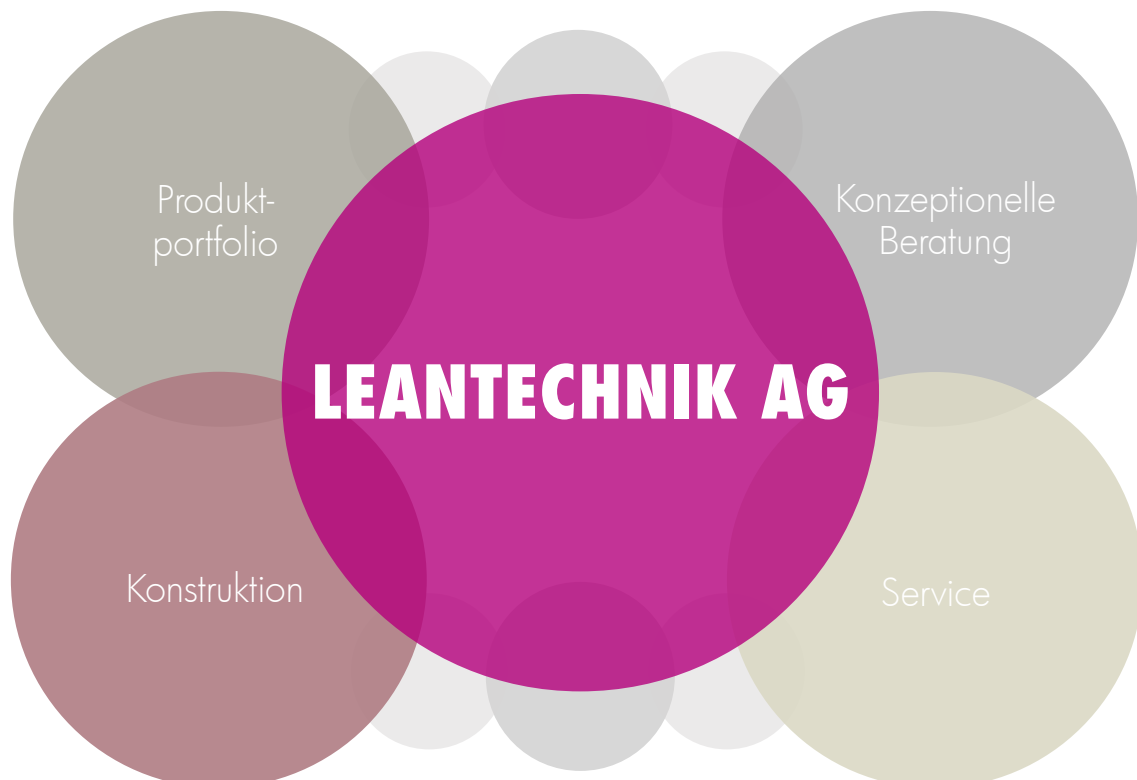 Produkt-
portfolio
Konzeptionelle
Beratung
LEANTECHNIK AG
Konstruktion
Service